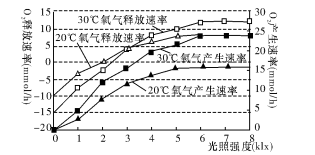 15
10
5
0
-5
-10
-15
-20
O₂释放速率(mmol/h)
30℃氧气释放速率
20℃氧气释放速率
30℃氧气产生速率
20℃氧气产生速率
30
25
20
15
10
5
0
O₂产生速率(mmol/h)
0 1 2 3 4 5 6 7 8
光照强度(klx)